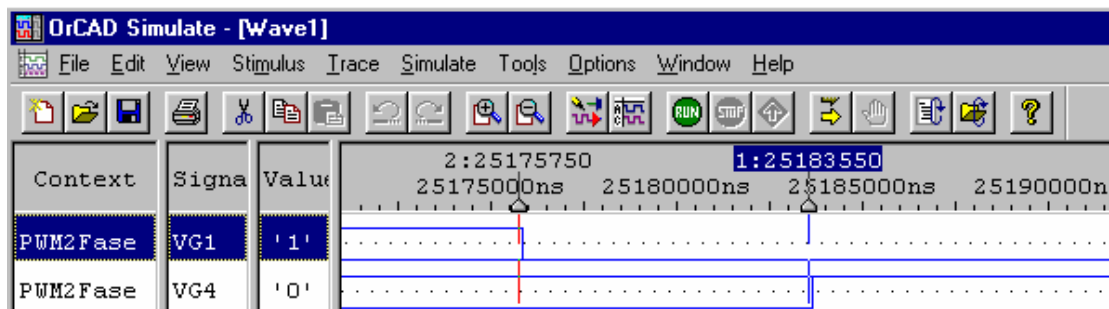 OrCAD Simulate - [Wave1]
File Edit View Stimulus Trace Simulate Tools Options Window Help
RUN STOP
2:25175750 1:25183550
Context Signa Value 25175000ns 25180000ns 25185000ns 25190000n
PWM2Fase VG1 '1'
PWM2Fase VG4 '0'